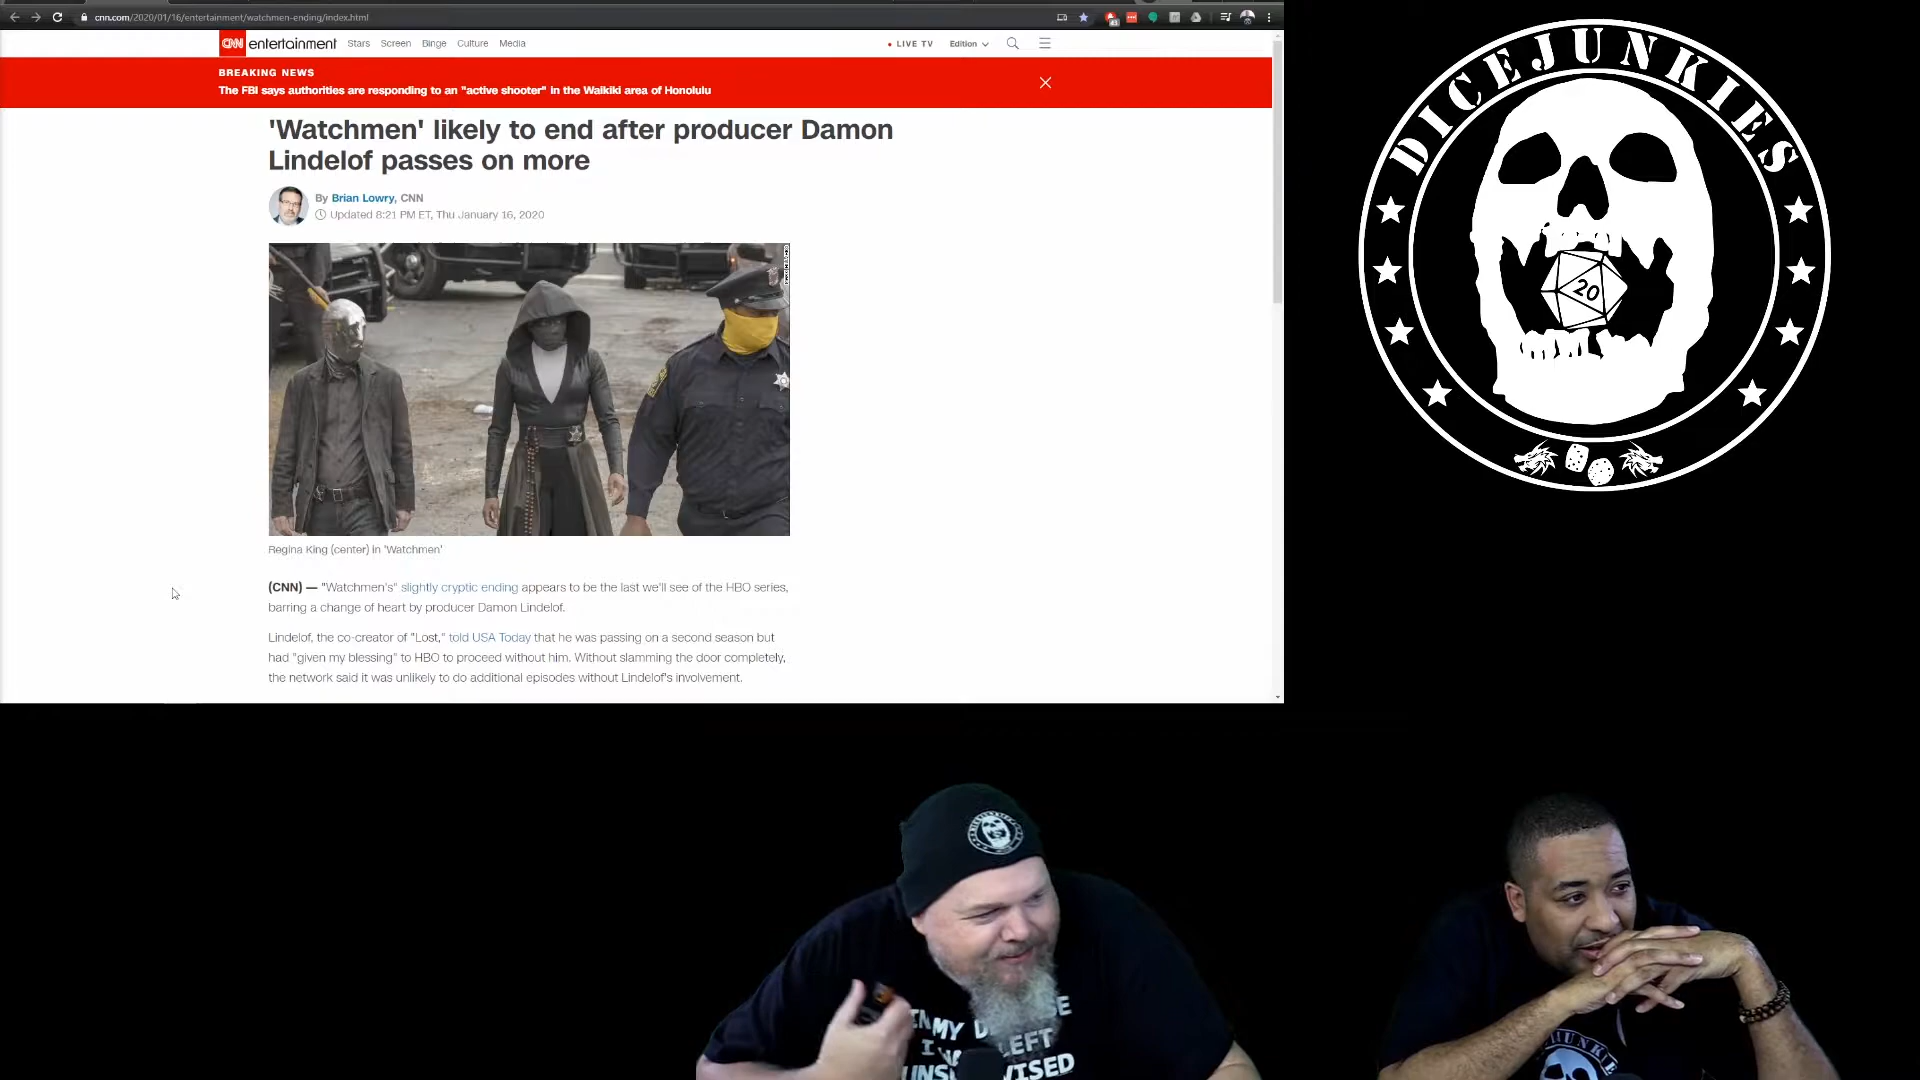 cnn.com/2020/01/16/entertainment/watchmen-ending/index.html
CNN entertainment Stars Screen Binge Culture Media
LIVE TV Edition
BREAKING NEWS
The FBI says authorities are responding to an "active shooter" in the Waikiki area of Honolulu
'Watchmen' likely to end after producer Damon
Lindelof passes on more
By Brian Lowry, CNN
Updated 8:21 PM ET, Thu January 16, 2020
Regina King (center) in 'Watchmen'
(CNN) — "Watchmen's" slightly cryptic ending appears to be the last we'll see of the HBO series,
barring a change of heart by producer Damon Lindelof.
Lindelof, the co-creator of "Lost," told USA Today that he was passing on a second season but
had "given my blessing" to HBO to proceed without him. Without slamming the door completely,
the network said it was unlikely to do additional episodes without Lindelof's involvement.
DICEJUNKIES
20
MY
LEFT